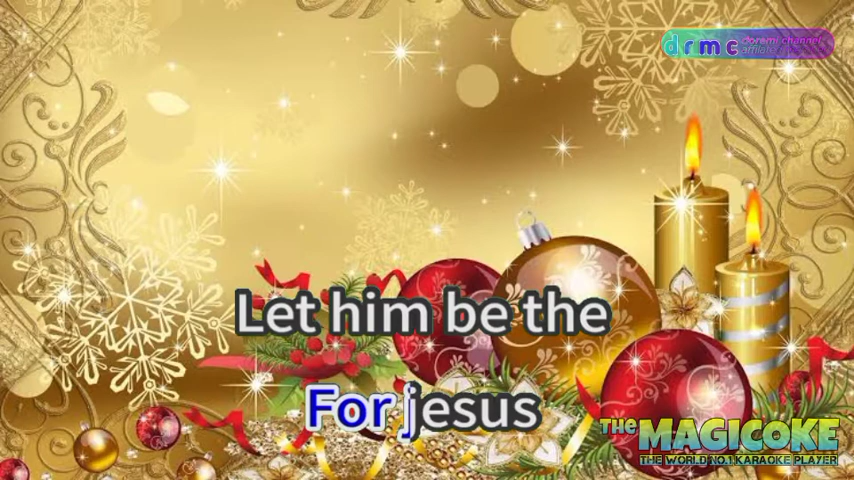 drmc doremi channel
affiliate
Let him be the
For jesus
THE MAGICOKE
THE WORLD NO.1 KARAOKE PLAYER